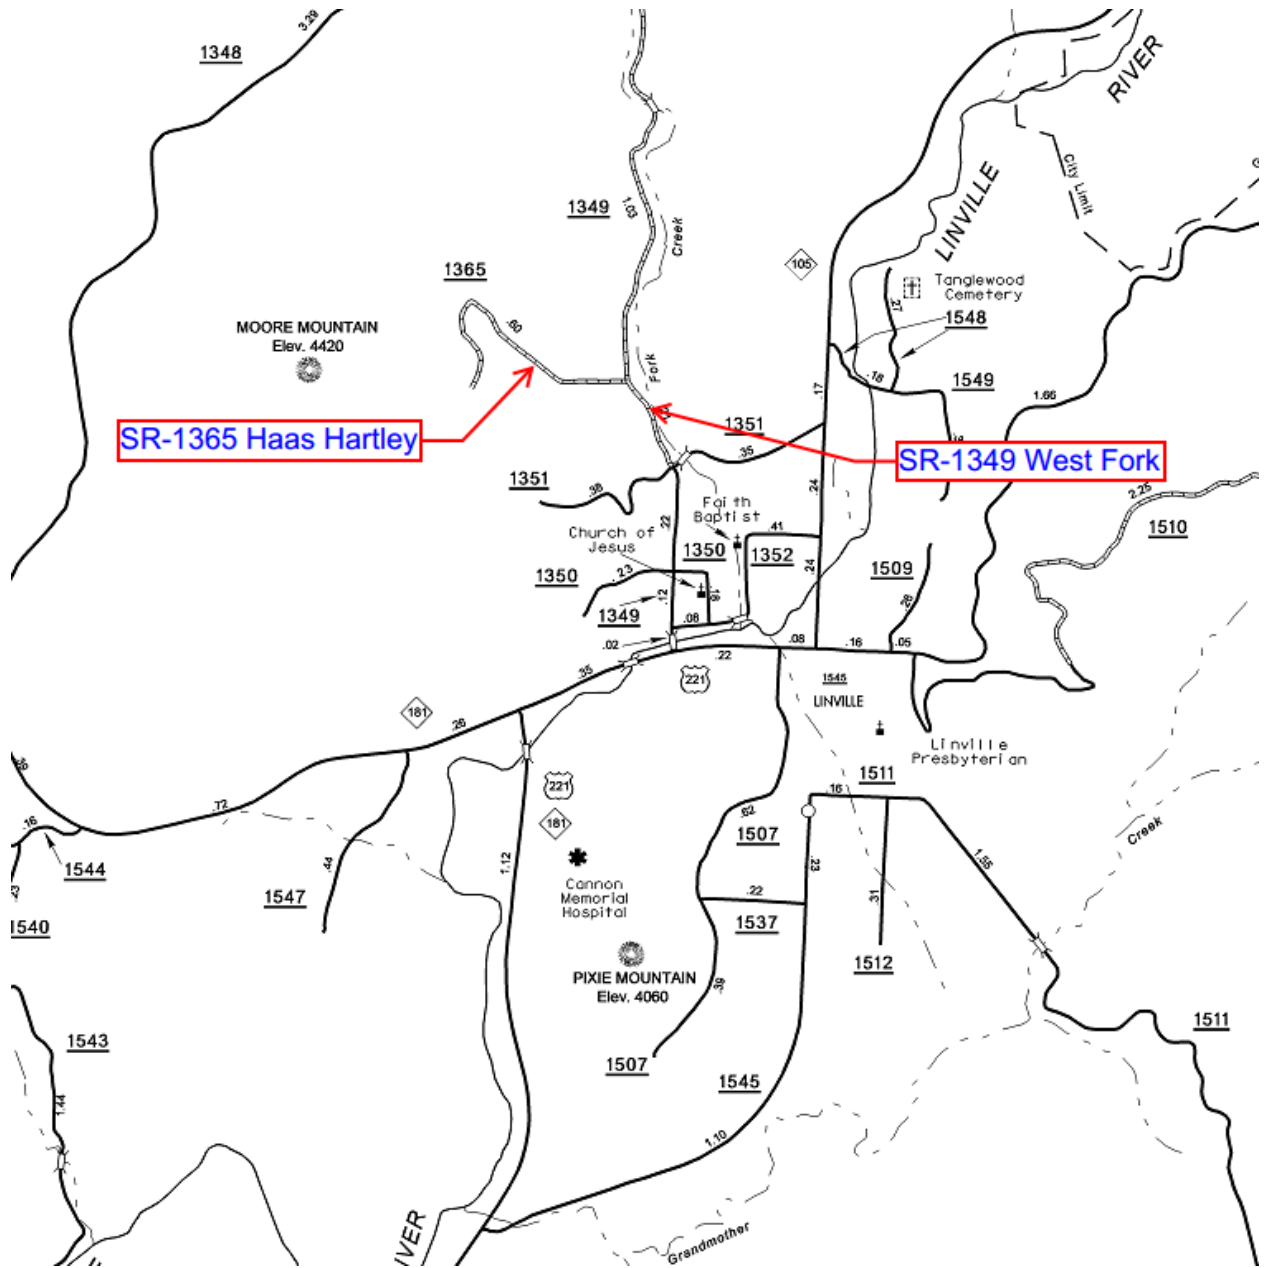 3.29
1348
RIVER
City Limit
LINVILLE
1349
1.03
Creek
105
1365
Tanglewood
Cemetery
.27
1548
MOORE MOUNTAIN
Elev. 4420
.60
Fork
.18
1549
.17
1.66
SR-1365 Haas Hartley
1351
.35
SR-1349 West Fork
1351
.38
.24
2.25
1510
Faith
Baptist
.22
.41
Church of
Jesus
1350
1352
1350
.23
.24
1509
.12
.18
.28
1349
.08
.02
.08
.16
.05
.22
.35
221
1545
LINVILLE
181
.26
Linville
Presbyterian
.39
221
1511
.16
.72
181
.62
1507
.16
Creek
1544
.44
1.12
.23
1.55
.23
1547
Cannon
Memorial
Hospital
.22
.31
1540
1537
1512
PIXIE MOUNTAIN
Elev. 4060
.39
1543
1511
1507
1545
1.44
1.10
IVER
Grandmother